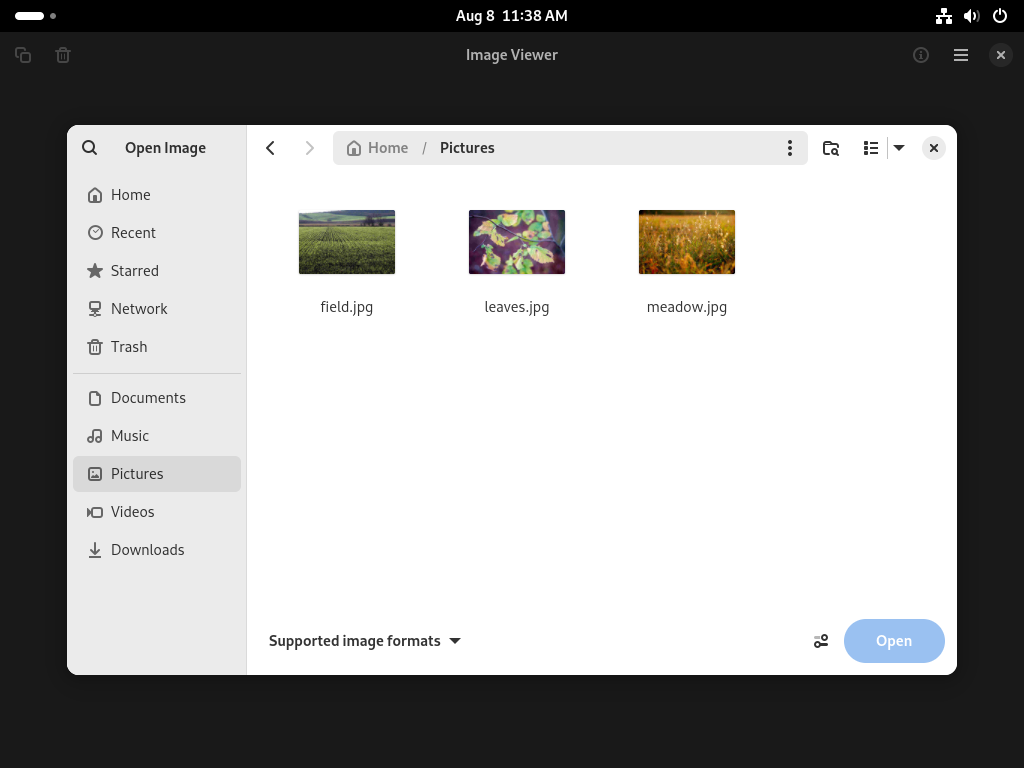 Aug 8 11:38 AM
Image Viewer
Open Image
Home / Pictures
Home
Recent
Starred
Network
Trash
Documents
Music
Pictures
Videos
Downloads
field.jpg
leaves.jpg
meadow.jpg
Supported image formats
Open